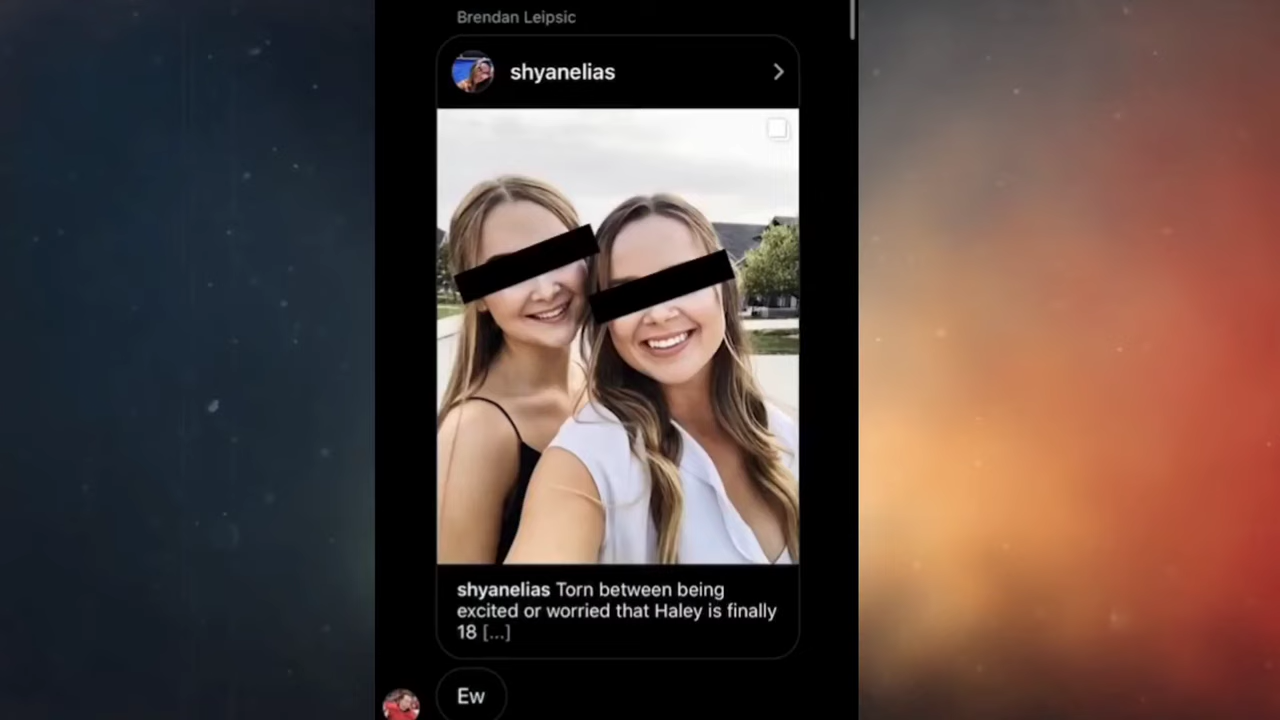 Brendan Leipsic
shyanelias
shyanelias Torn between being
excited or worried that Haley is finally
18 [...]
Ew